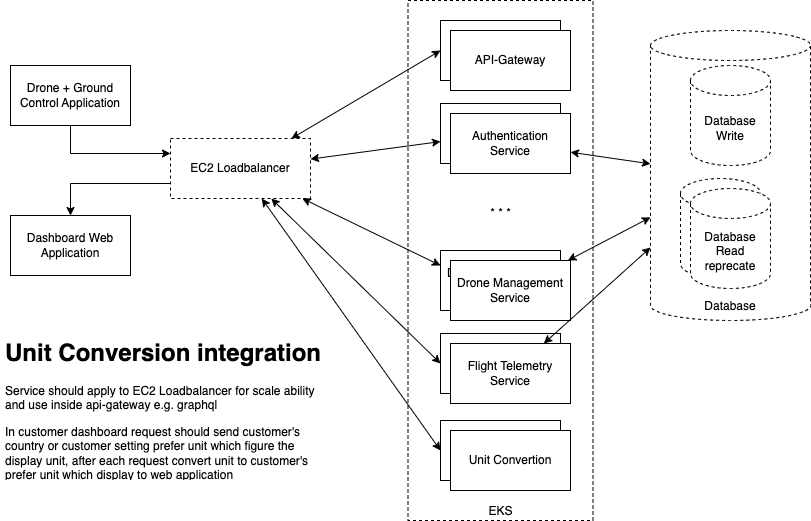 API-Gateway
Drone + Ground
Control Application
Database
Write
Authentication
Service
EC2 Loadbalancer
* * *
Dashboard Web
Application
Database
Read
reprecate
Drone Management
Service
Database
Unit Conversion integration
Flight Telemetry
Service
Service should apply to EC2 Loadbalancer for scale ability
and use inside api-gateway e.g. graphql
In customer dashboard request should send customer's
country or customer setting prefer unit which figure the
display unit, after each request convert unit to customer's
prefer unit which display to web application
Unit Convertion
EKS